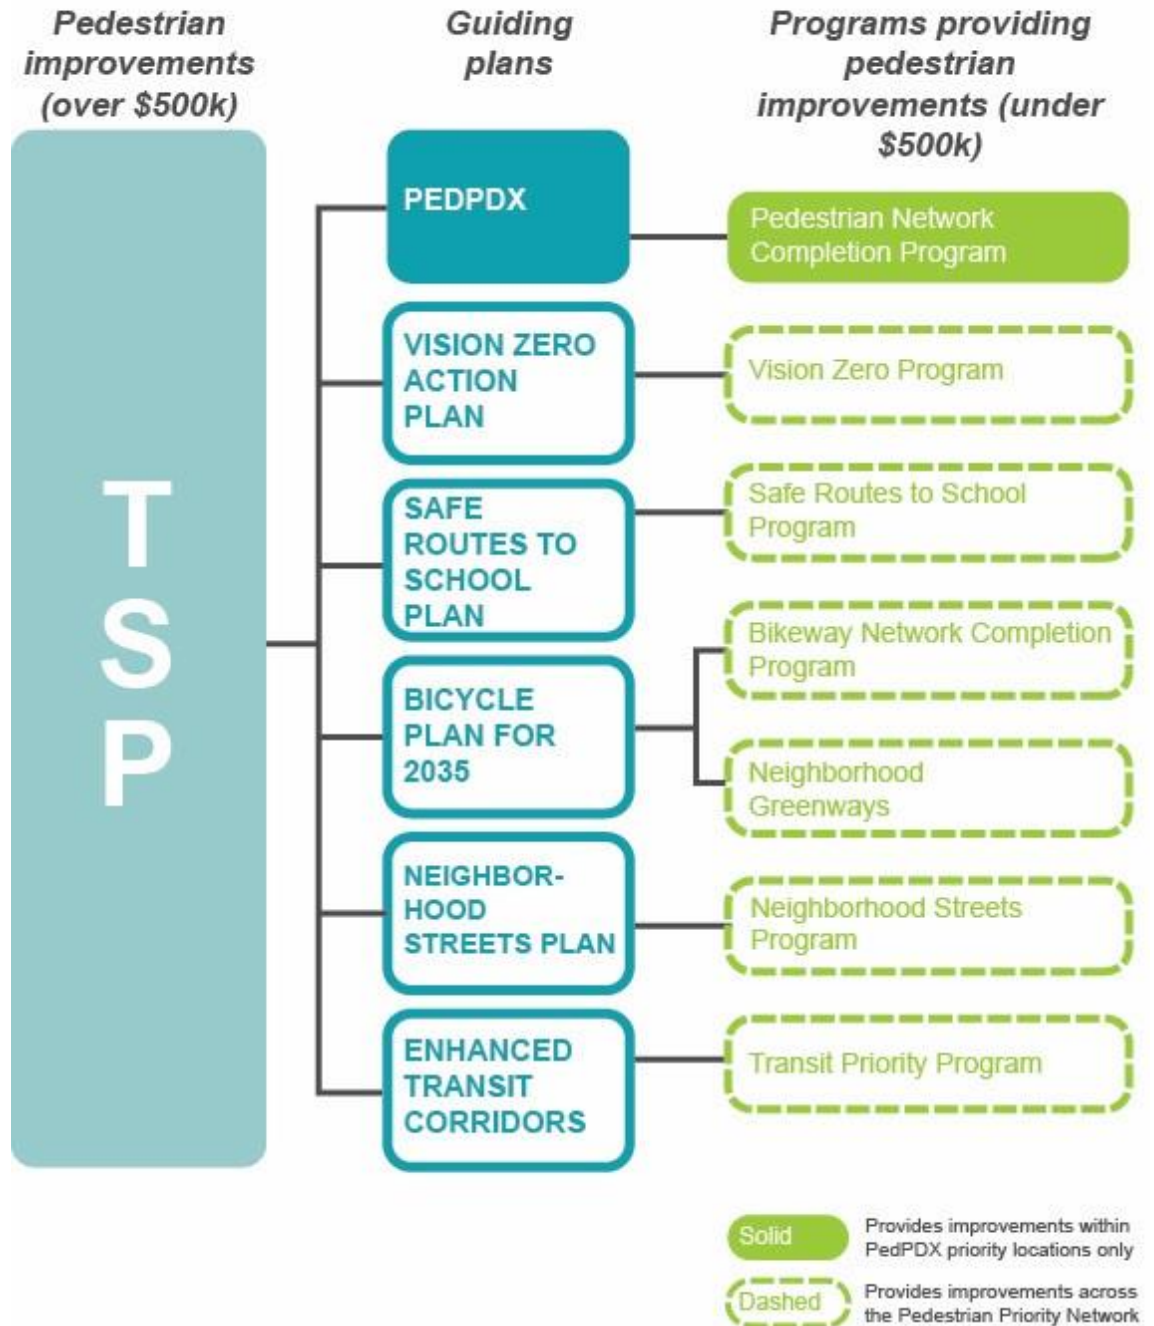 Pedestrian
improvements
(over $500k)
Guiding
plans
Programs providing
pedestrian
improvements (under
$500k)
T
S
P
PEDPDX
Pedestrian Network
Completion Program
VISION ZERO
ACTION
PLAN
Vision Zero Program
SAFE
ROUTES TO
SCHOOL
PLAN
Safe Routes to School
Program
BICYCLE
PLAN FOR
2035
Bikeway Network Completion
Program
Neighborhood
Greenways
NEIGHBOR-
HOOD
STREETS PLAN
Neighborhood Streets
Program
ENHANCED
TRANSIT
CORRIDORS
Transit Priority Program
Solid
Provides improvements within
PedPDX priority locations only
Dashed
Provides improvements across
the Pedestrian Priority Network